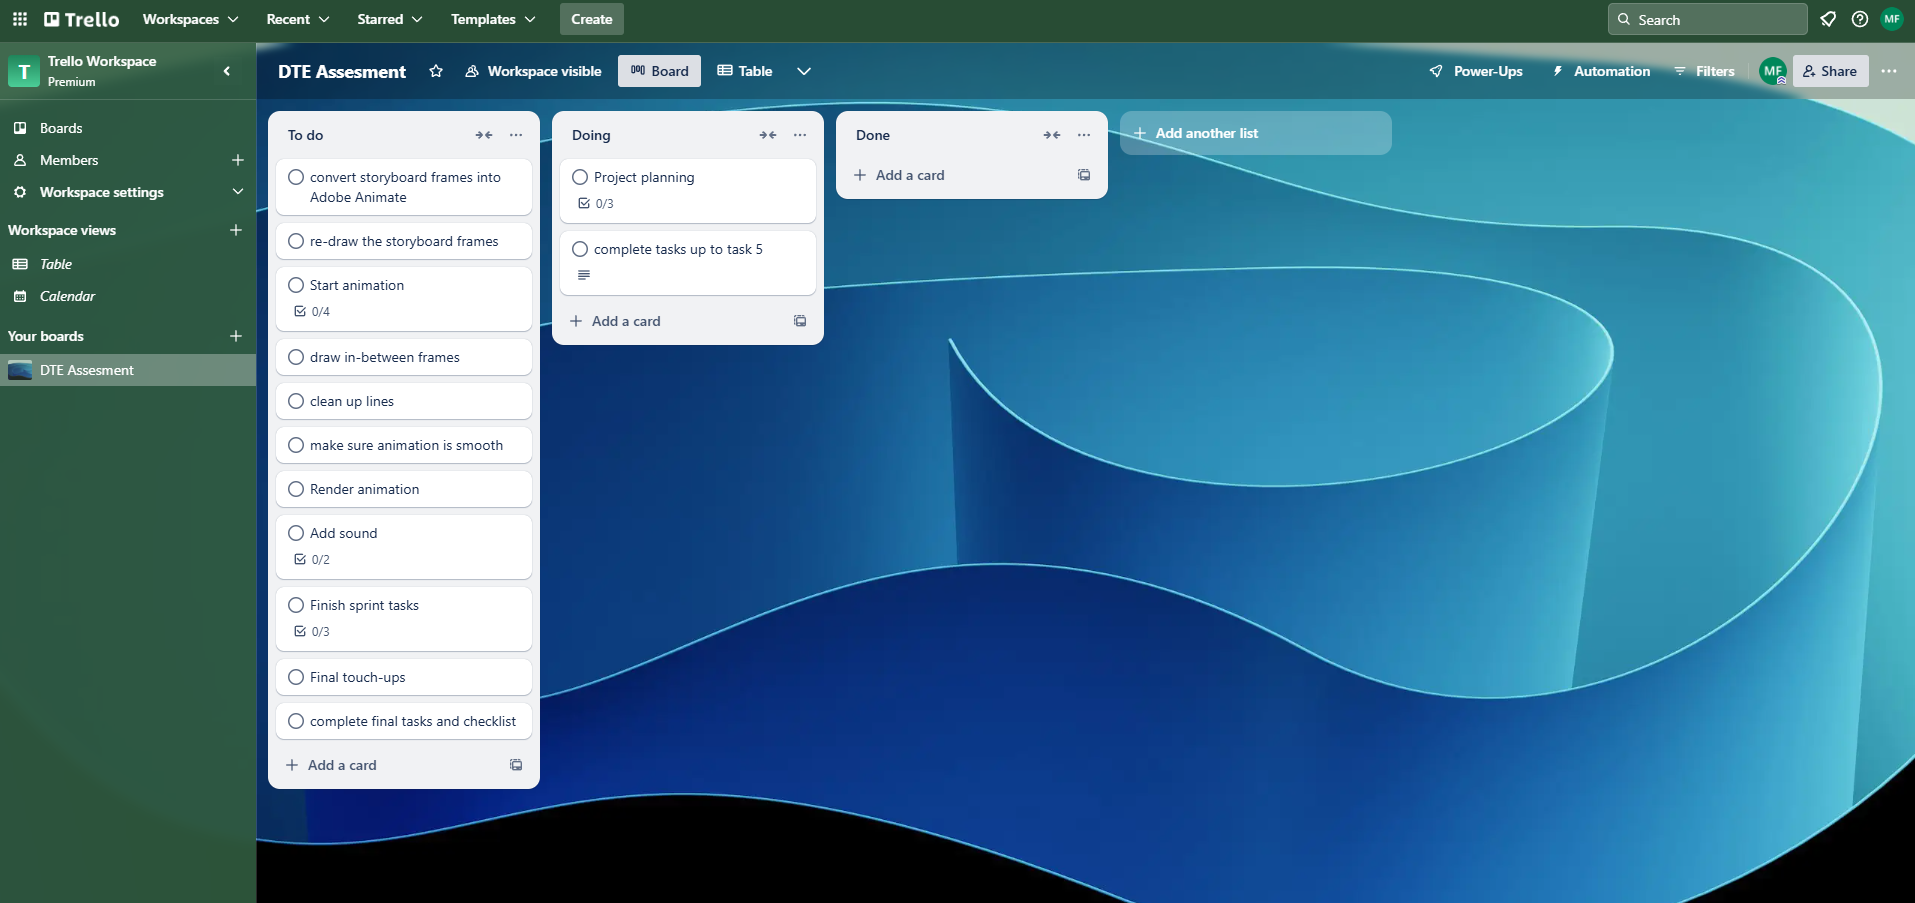 Trello
Workspaces
Recent
Starred
Templates
Create
Search
MF
T
Trello Workspace
Premium
DTE Assesment
Workspace visible
Board
Table
Power-Ups
Automation
Filters
MF
Share
Boards
Members
Workspace settings
Workspace views
Table
Calendar
Your boards
DTE Assesment
To do
convert storyboard frames into
Adobe Animate
re-draw the storyboard frames
Start animation
0/4
draw in-between frames
clean up lines
make sure animation is smooth
Render animation
Add sound
0/2
Finish sprint tasks
0/3
Final touch-ups
complete final tasks and checklist
Add a card
Doing
Project planning
0/3
complete tasks up to task 5
Add a card
Done
Add a card
Add another list